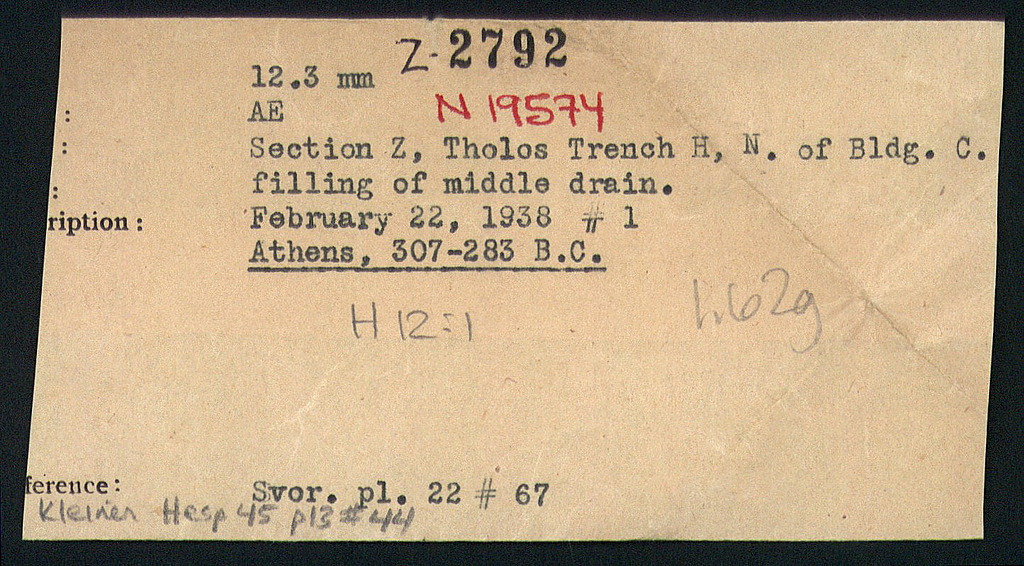 Z-2792
12.3 mm
: AE N 19574
: Section Z, Tholos Trench H, N. of Bldg. C.
: filling of middle drain.
ription: February 22, 1938 # 1
Athens, 307-283 B.C.
H 12:1 1.62g
ference: Svor. pl. 22 # 67
Kleiner Hesp 45 p13 #44